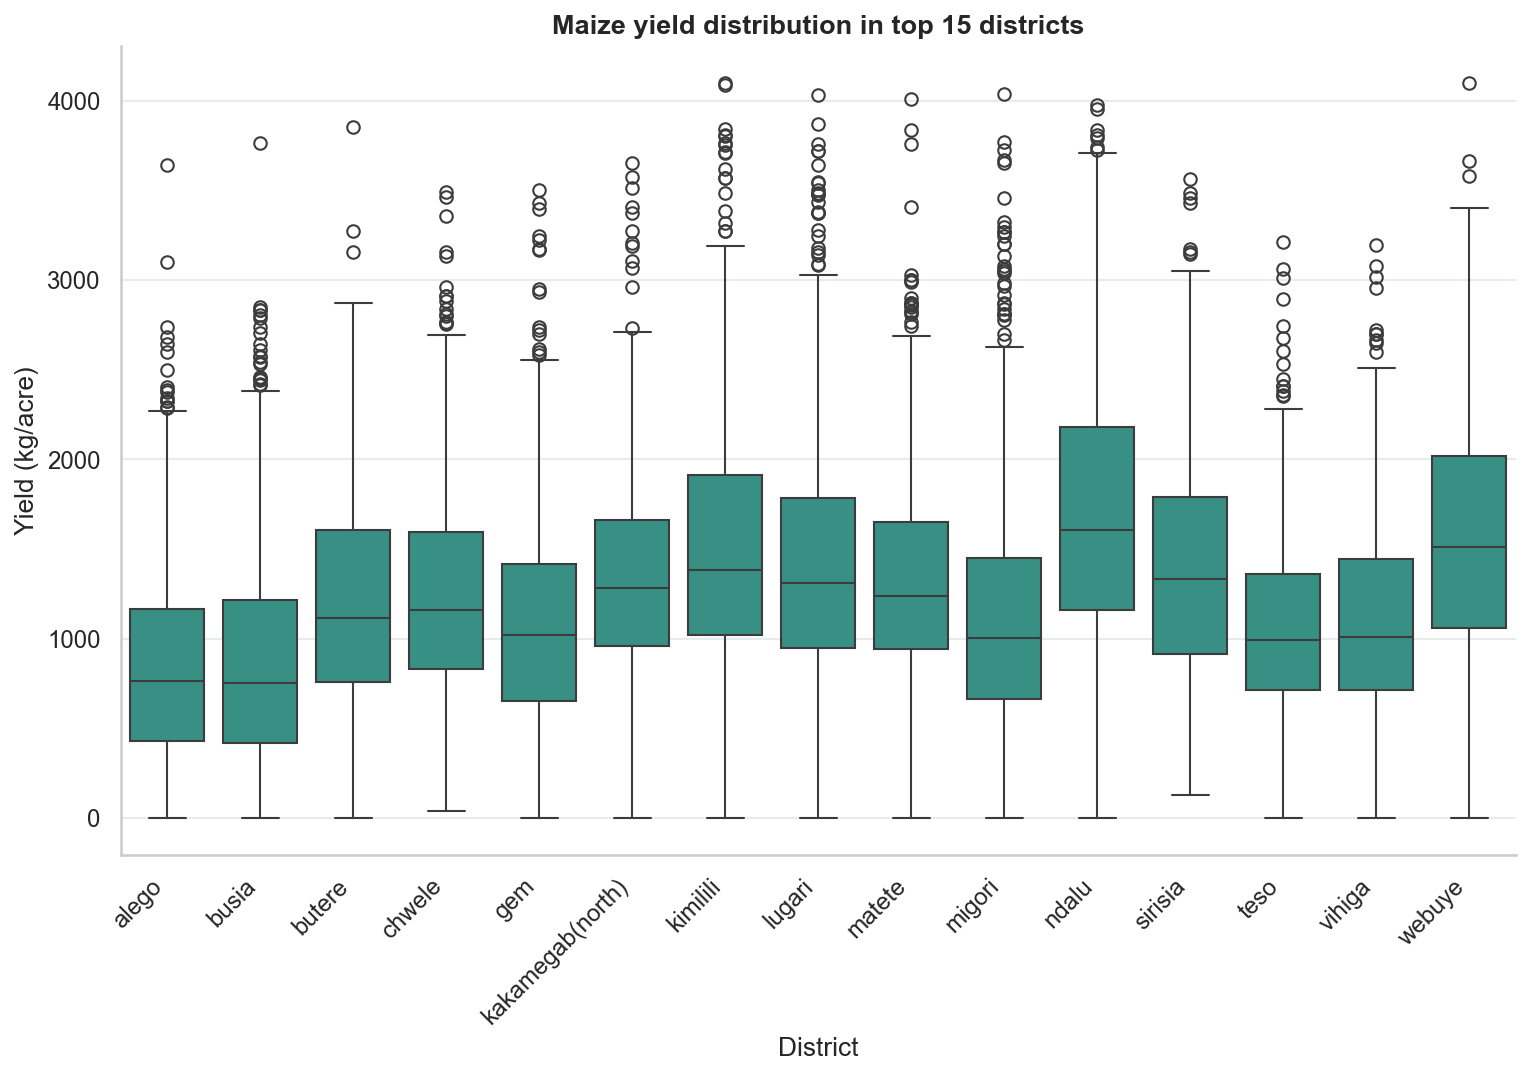 Maize yield distribution in top 15 districts
Yield (kg/acre)
4000
3000
2000
1000
0
alego
busia
butere
chwele
gem
kakamegab(north)
kimilili
lugari
matete
migori
ndalu
sirisia
teso
vihiga
webuye
District